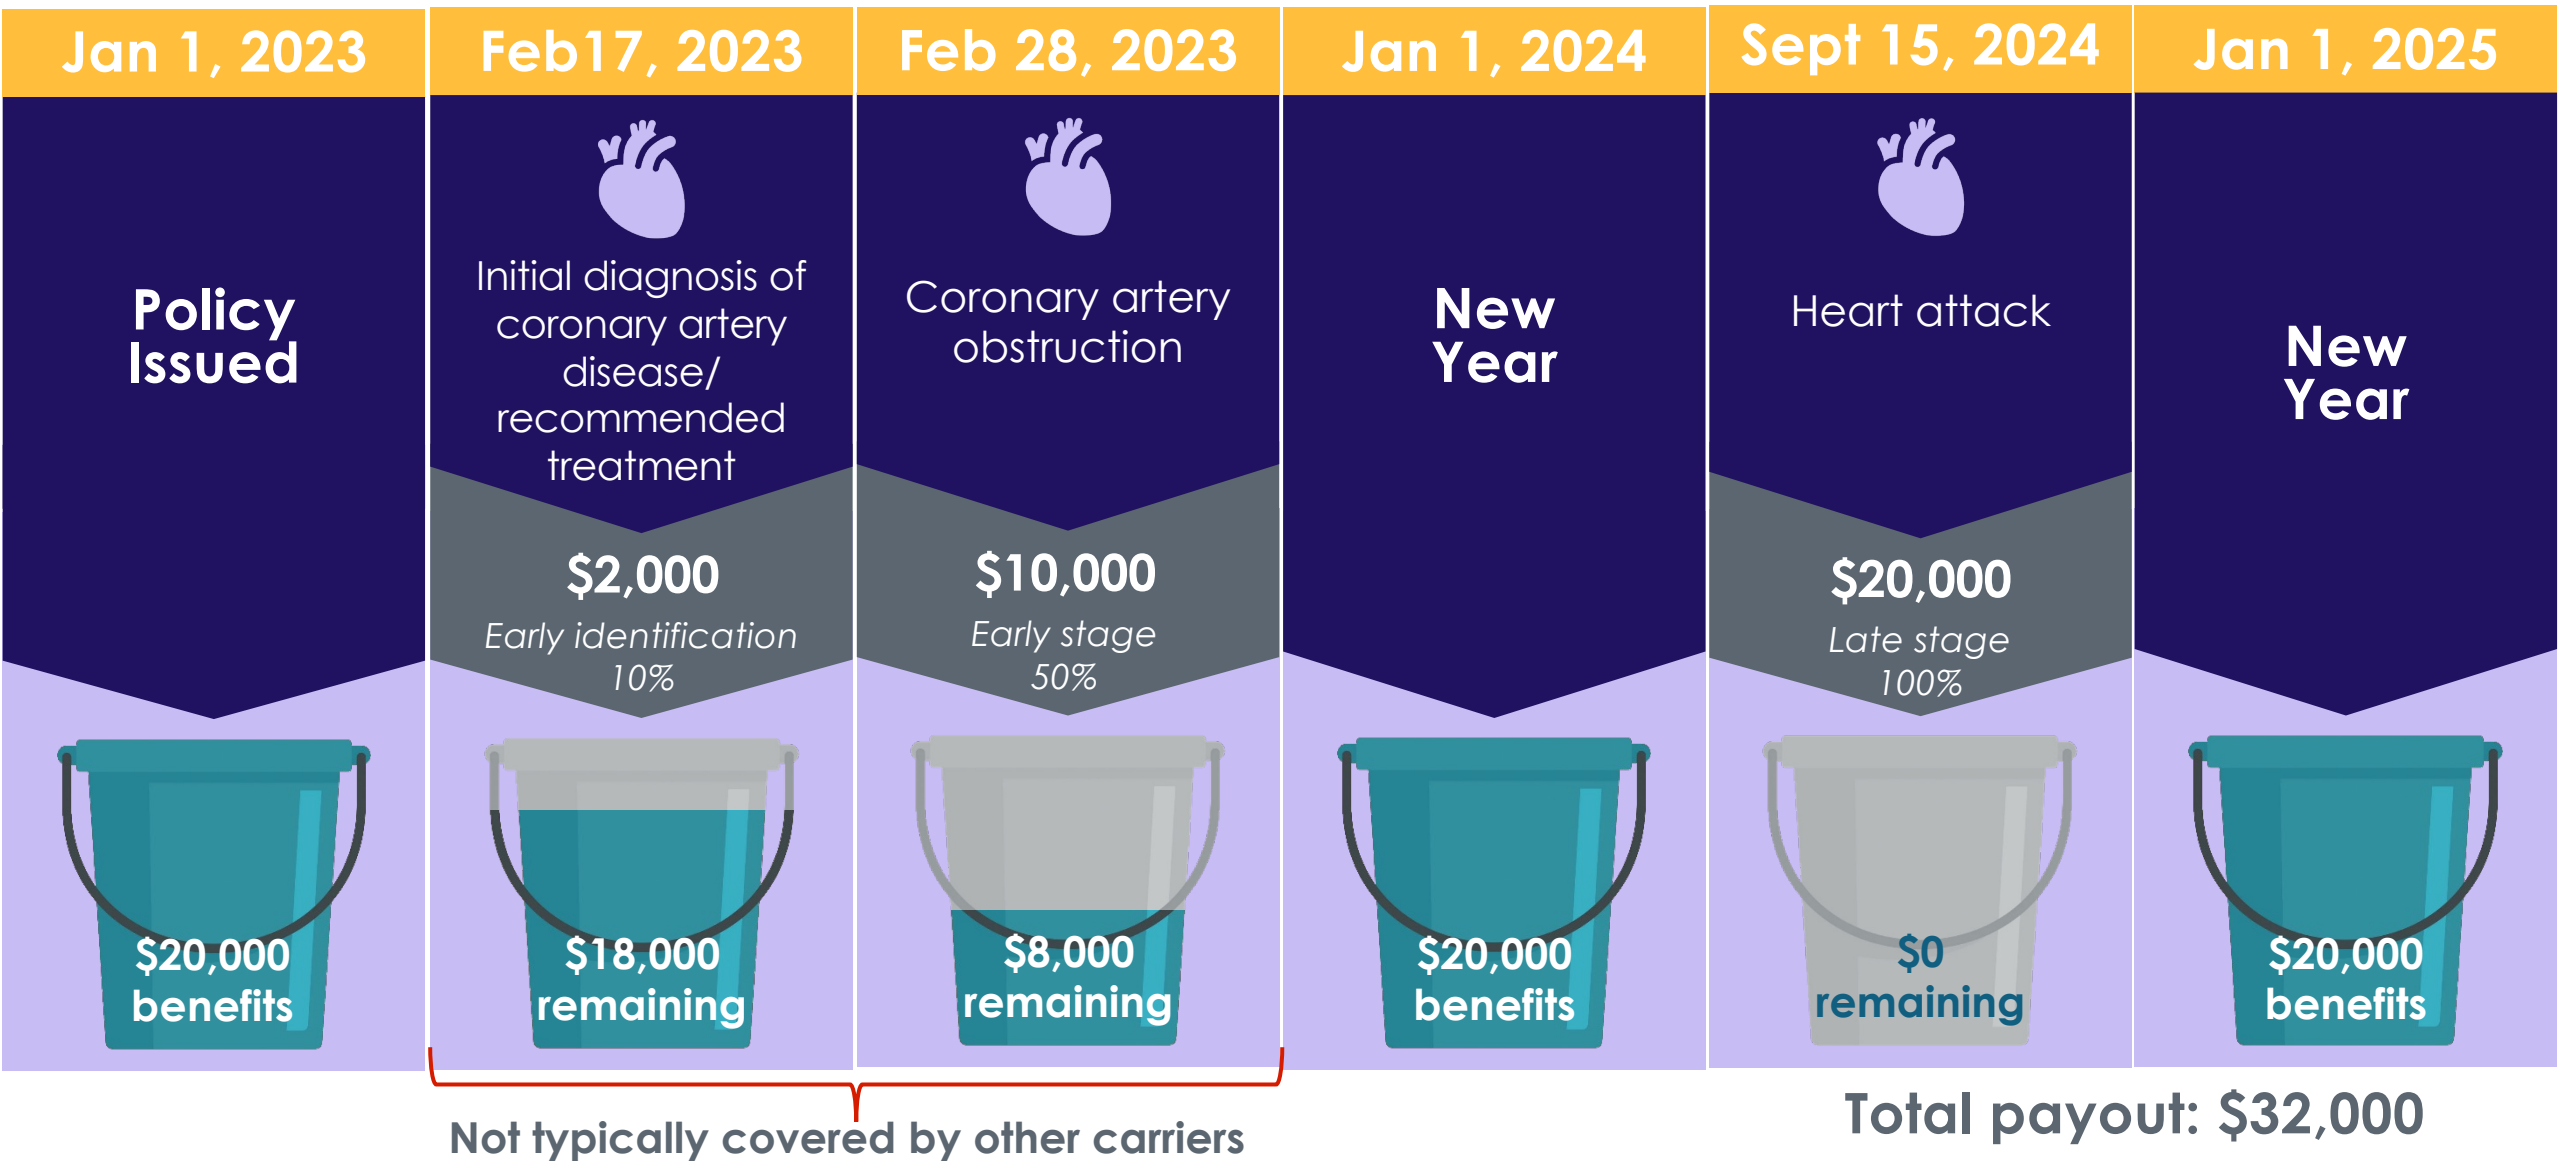 Jan 1, 2023
Policy
Issued
$20,000
benefits
Feb17, 2023
Initial diagnosis of
coronary artery
disease/
recommended
treatment
$2,000
Early identification
10%
$18,000
remaining
Feb 28, 2023
Coronary artery
obstruction
$10,000
Early stage
50%
$8,000
remaining
Jan 1, 2024
New
Year
$20,000
benefits
Sept 15, 2024
Heart attack
$20,000
Late stage
100%
$0
remaining
Jan 1, 2025
New
Year
$20,000
benefits
Not typically covered by other carriers
Total payout: $32,000